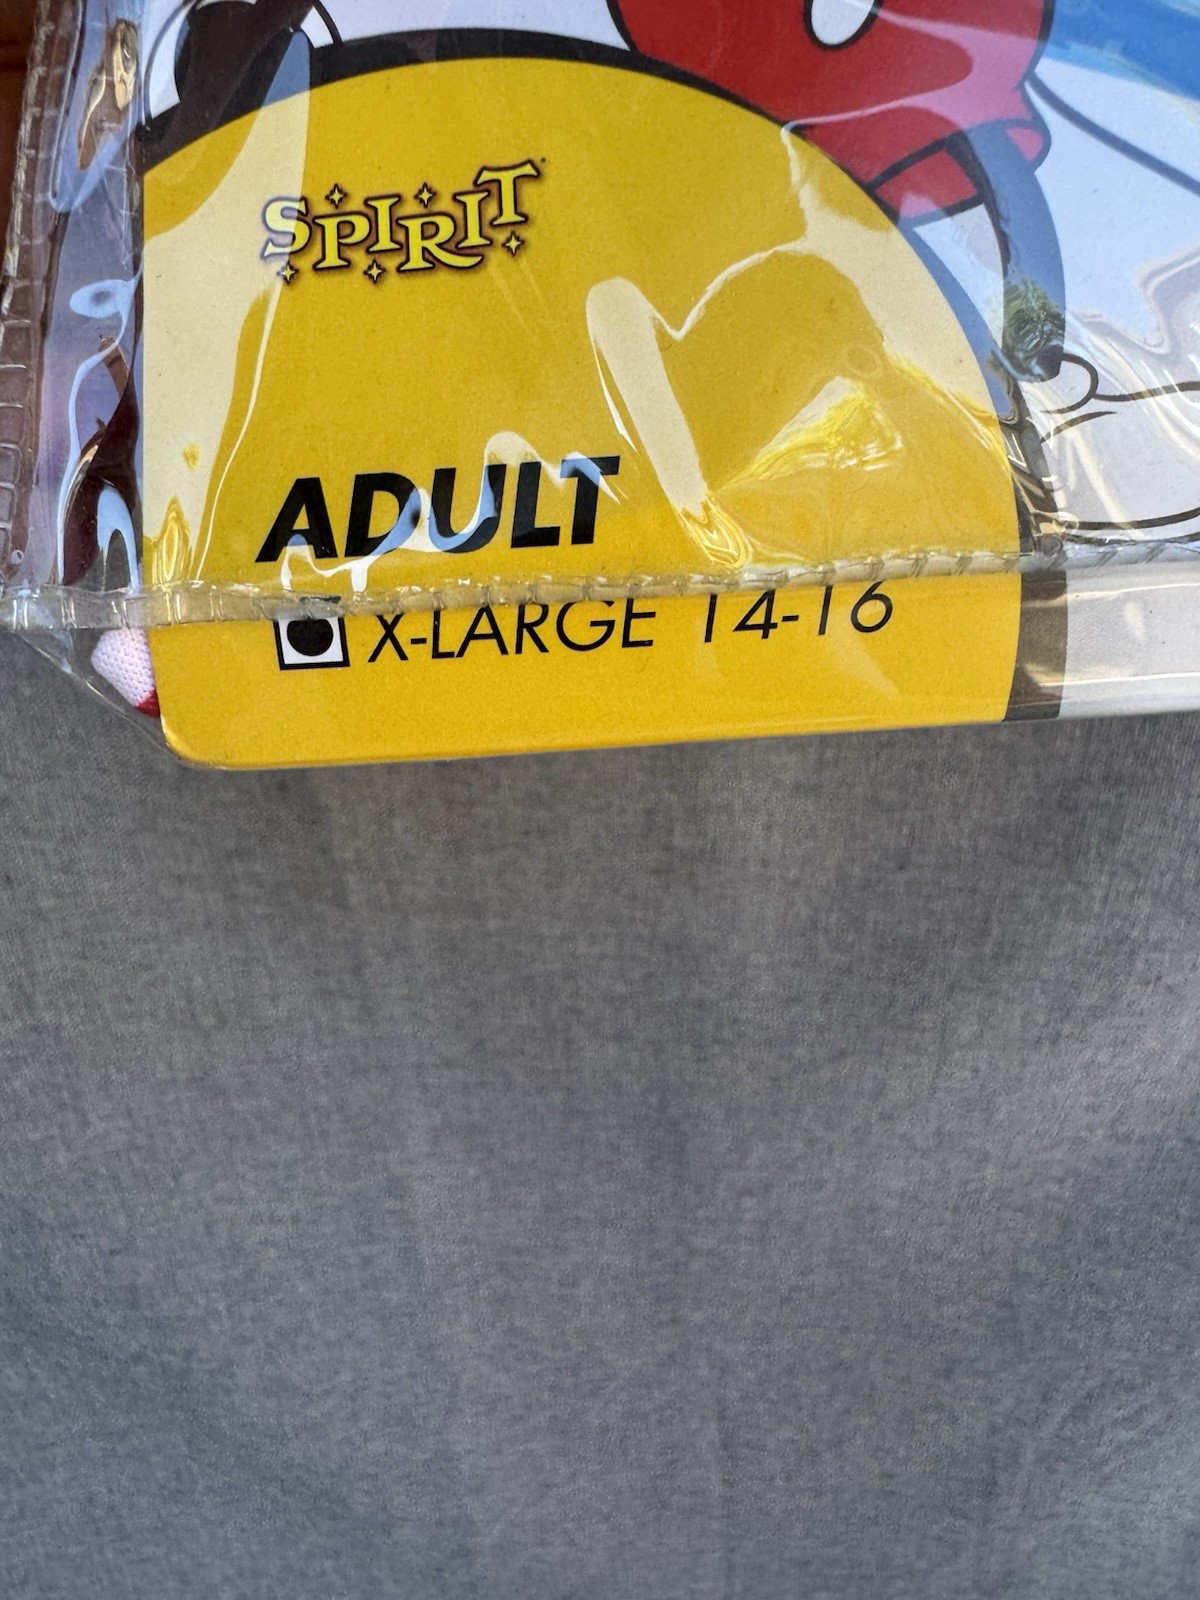 SPIRIT
ADULT
X-LARGE 14-16